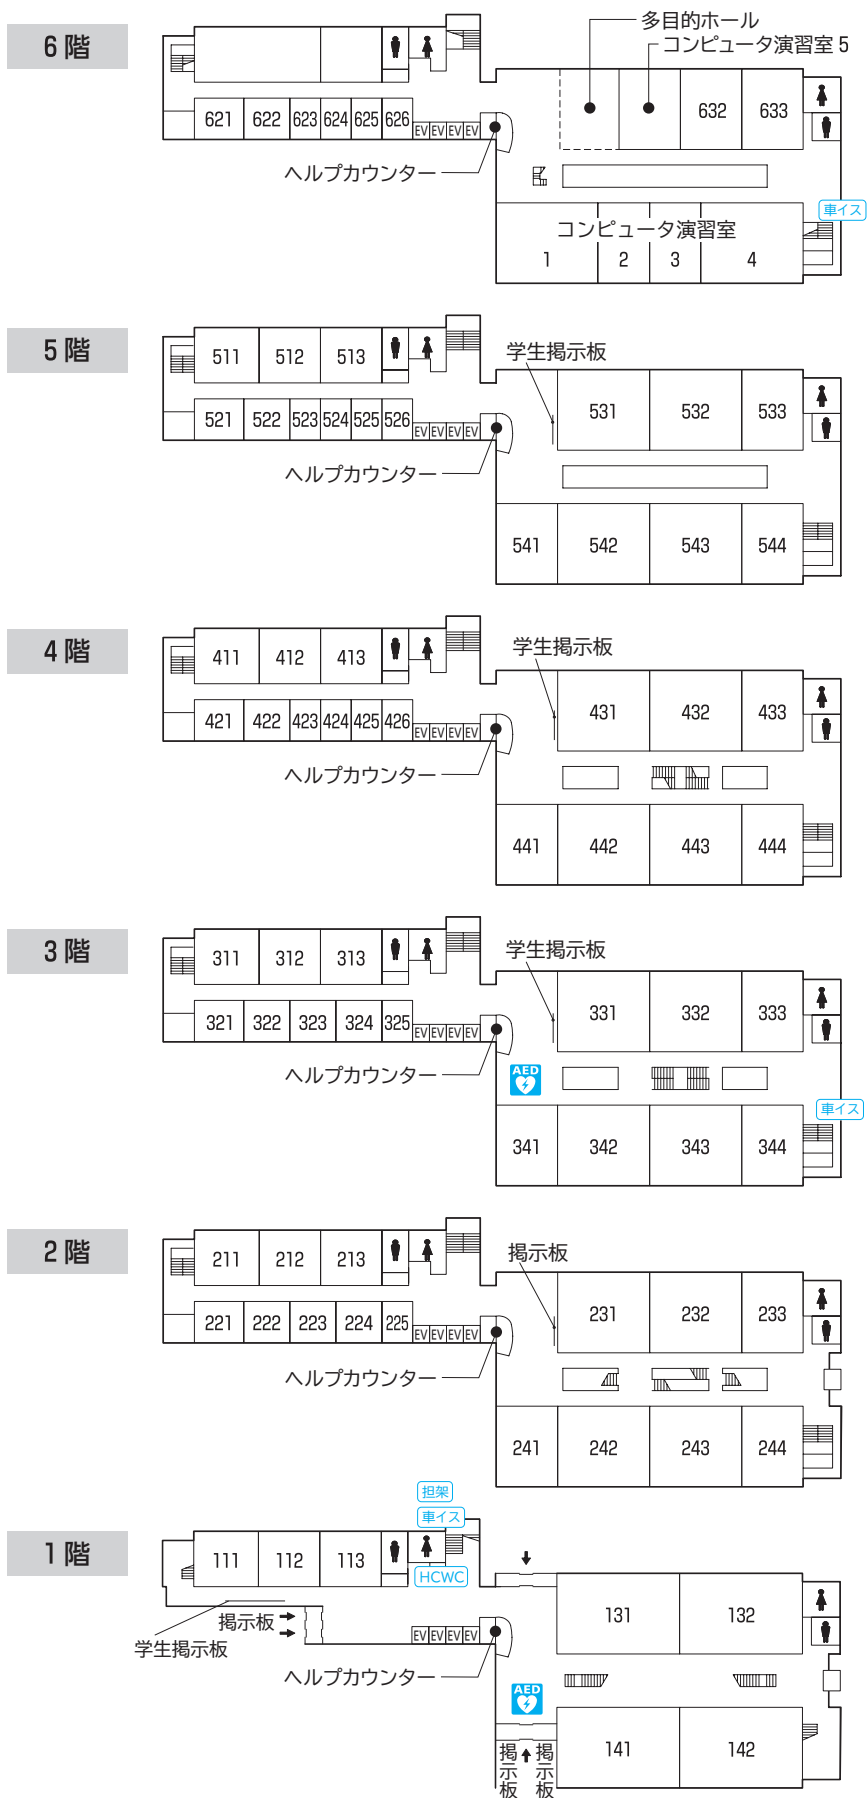 6階
多目的ホール
コンピュータ演習室 5
621 622 623 624 625 626
EV EV EV EV
632 633
ヘルプカウンター
車イス
コンピュータ演習室
1 2 3 4
5階
511 512 513
学生掲示板
521 522 523 524 525 526
EV EV EV EV
531 532 533
ヘルプカウンター
541 542 543 544
4階
411 412 413
学生掲示板
421 422 423 424 425 426
EV EV EV EV
431 432 433
ヘルプカウンター
441 442 443 444
3階
311 312 313
学生掲示板
321 322 323 324 325
EV EV EV EV
331 332 333
ヘルプカウンター
AED
車イス
341 342 343 344
2階
211 212 213
掲示板
221 222 223 224 225
EV EV EV EV
231 232 233
ヘルプカウンター
241 242 243 244
担架
車イス
1階
111 112 113
HCWC
131 132
掲示板
学生掲示板
EV EV EV EV
ヘルプカウンター
AED
141 142
掲示板
掲示板